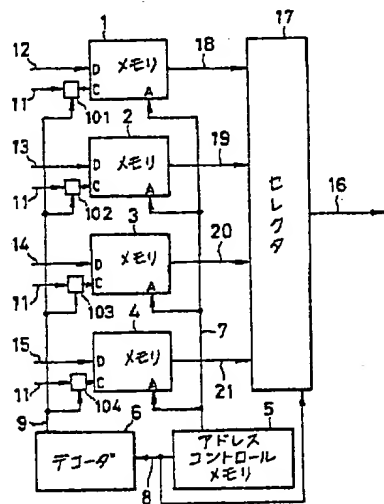 1
17
12
D
メモリ
18
11
C
A
101
2
13
D
メモリ
19
11
C
A
102
3
セレクタ
16
14
D
メモリ
20
11
C
A
103
4
15
D
メモリ
7
11
C
A
21
104
9
6
5
デコーダ
8
アドレス
コントロール
メモリ